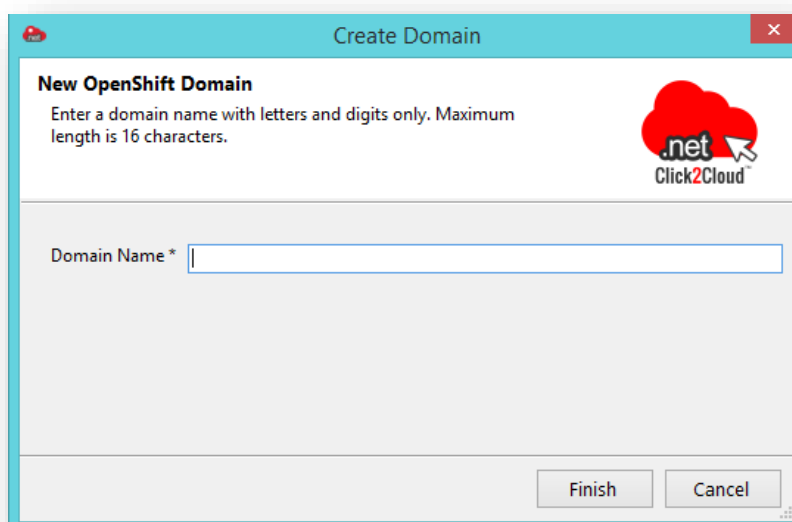 .net
Create Domain
New OpenShift Domain
Enter a domain name with letters and digits only. Maximum
length is 16 characters.
.net
Click2Cloud™
Domain Name *
Finish
Cancel